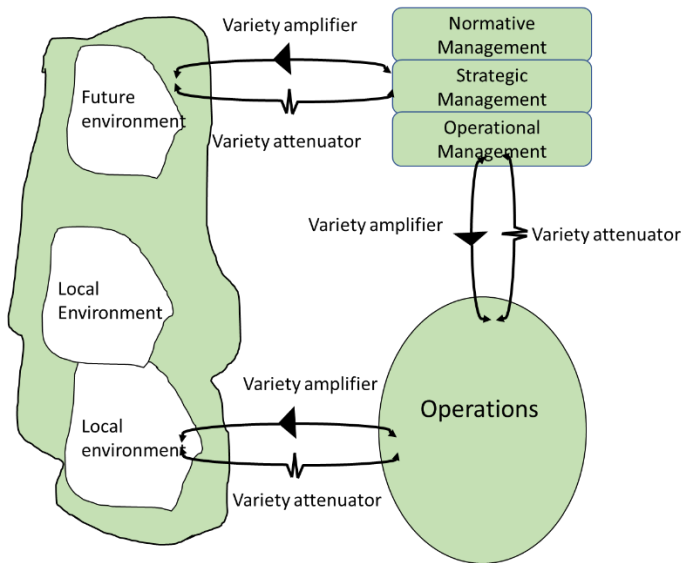 Variety amplifier
Normative
Management
Future
environment
Strategic
Management
Variety attenuator
Operational
Management
Variety amplifier
Variety attenuator
Local
Environment
Variety amplifier
Operations
Local
environment
Variety attenuator